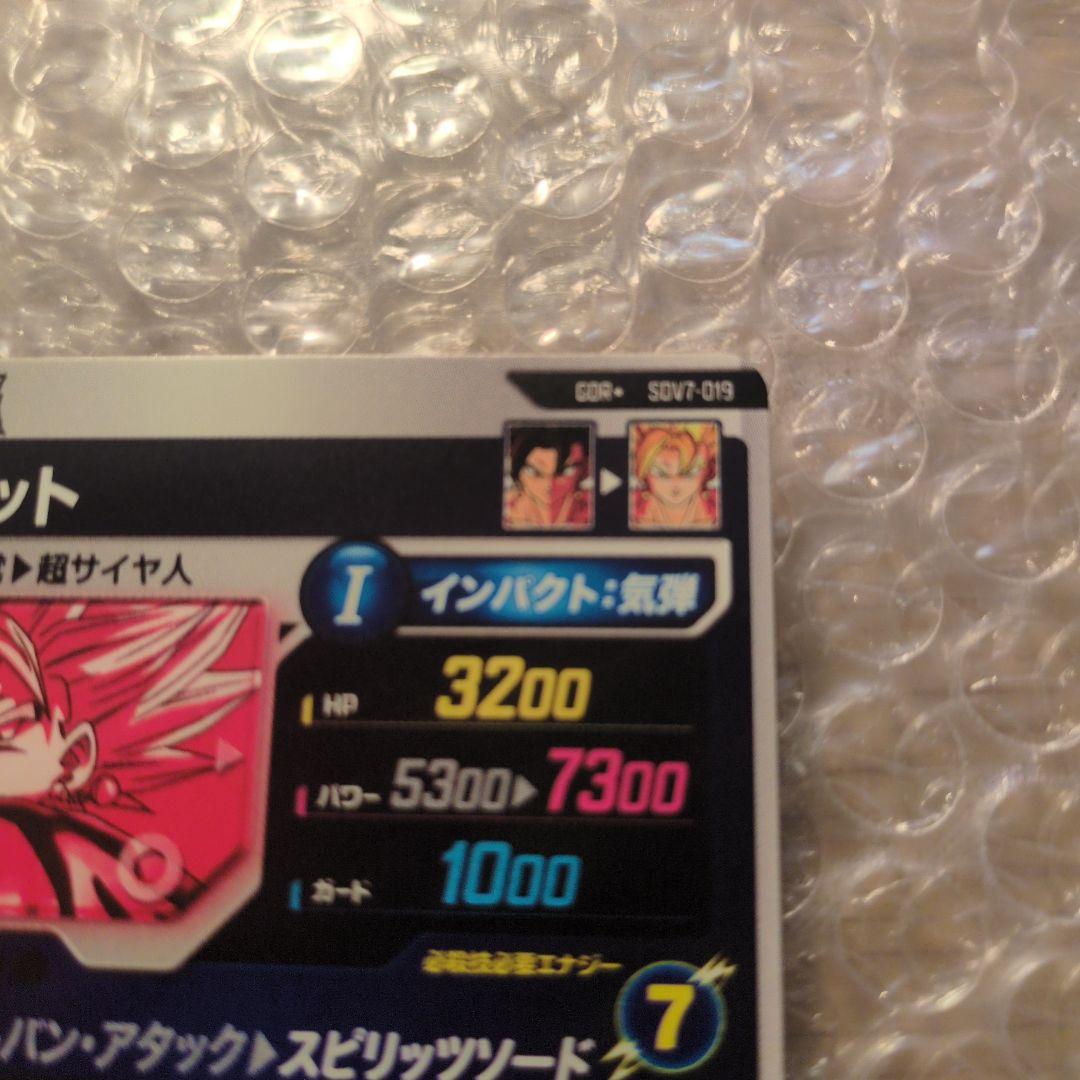 GDR★ SDV7-019
ット
▶超サイヤ人
I インパクト:気弾
HP 3200
パワー 5300▶7300
ガード 1000
必殺技必要エナジー
7
バン・アタック▶スピリッツソード